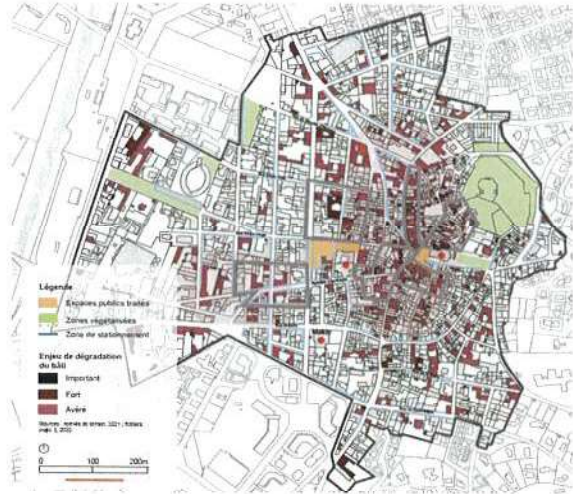 Légende
Espaces publics traités
Zones végétalisées
Zone de stationnement
Enjeu de dégradation
du bâti
Important
Fort
Avéré
0 100 200m